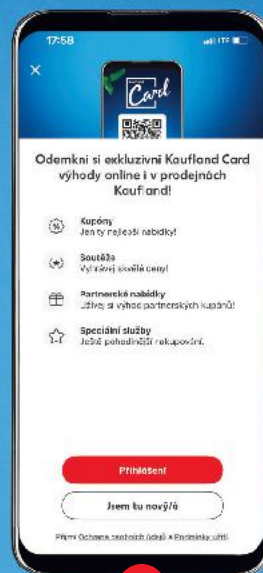 17:58
LTE
Card
Odemkni si exkluzivní Kaufland Card
výhody online i v prodejnách
Kaufland!
Kupóny
Jen ty nejlepší nabídky!
Soutěže
Vyhrávej skvělé ceny!
Partnerské nabídky
Užívej si výhod partnerských kupónů!
Speciální služby
Ještě pohodlnější nakupování.
Přihlášení
Jsem tu nový/á
Přijmi Ochrana osobních údajů a Podmínky užití.